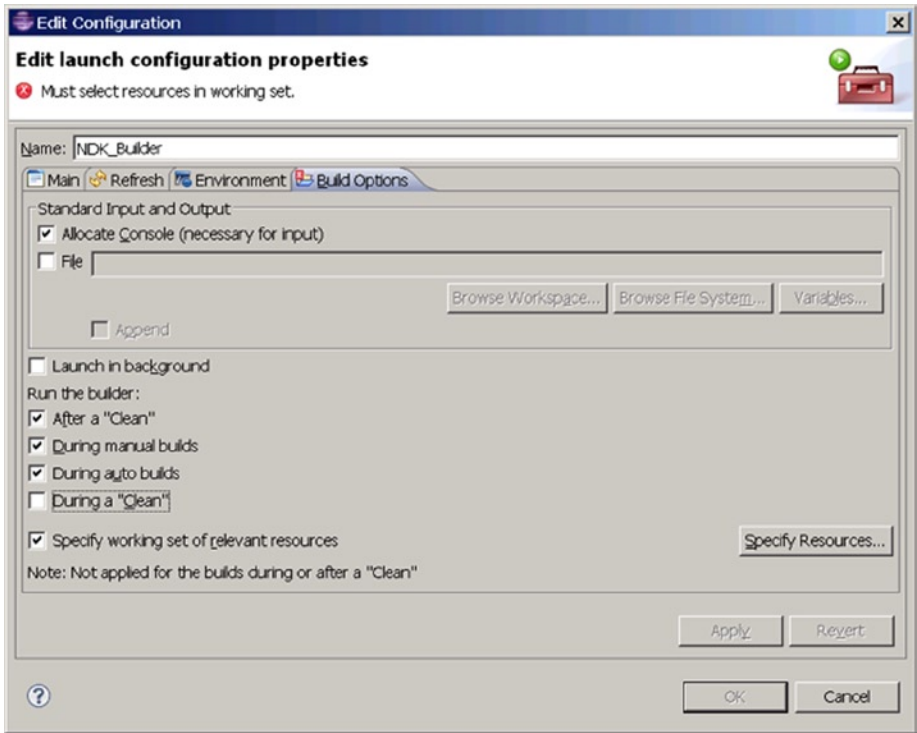 Edit Configuration
Edit launch configuration properties
Must select resources in working set.
Name: NDK_Builder
Main Refresh Environment Build Options
Standard Input and Output
Allocate Console (necessary for input)
File
Browse Workspace... Browse File System... Variables...
Append
Launch in background
Run the builder:
After a "Clean"
During manual builds
During auto builds
During a "Clean"
Specify working set of relevant resources Specify Resources...
Note: Not applied for the builds during or after a "Clean"
Apply Revert
? OK Cancel